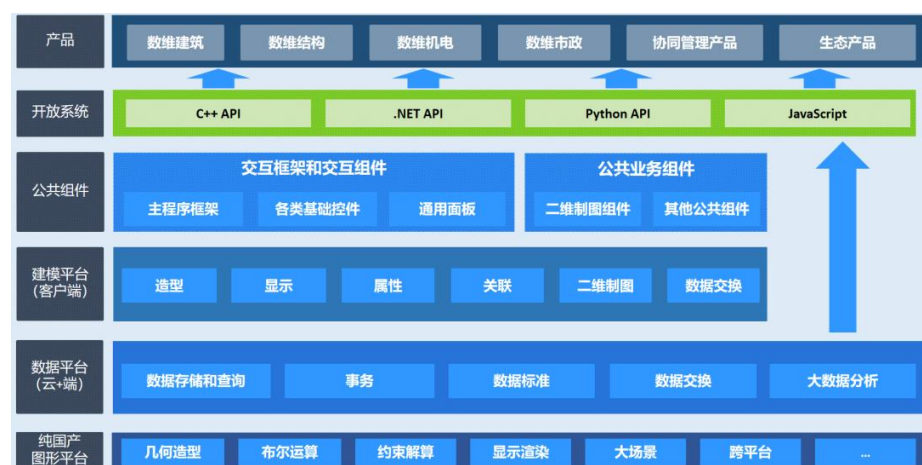 产品
数维建筑
数维结构
数维机电
数维市政
协同管理产品
生态产品
开放系统
C++ API
.NET API
Python API
JavaScript
公共组件
交互框架和交互组件
主程序框架
各类基础控件
通用面板
公共业务组件
二维制图组件
其他公共组件
建模平台
(客户端)
造型
显示
属性
关联
二维制图
数据交换
数据平台
(云+端)
数据存储和查询
事务
数据标准
数据交换
大数据分析
纯国产
图形平台
几何造型
布尔运算
约束解算
显示渲染
大场景
跨平台
...